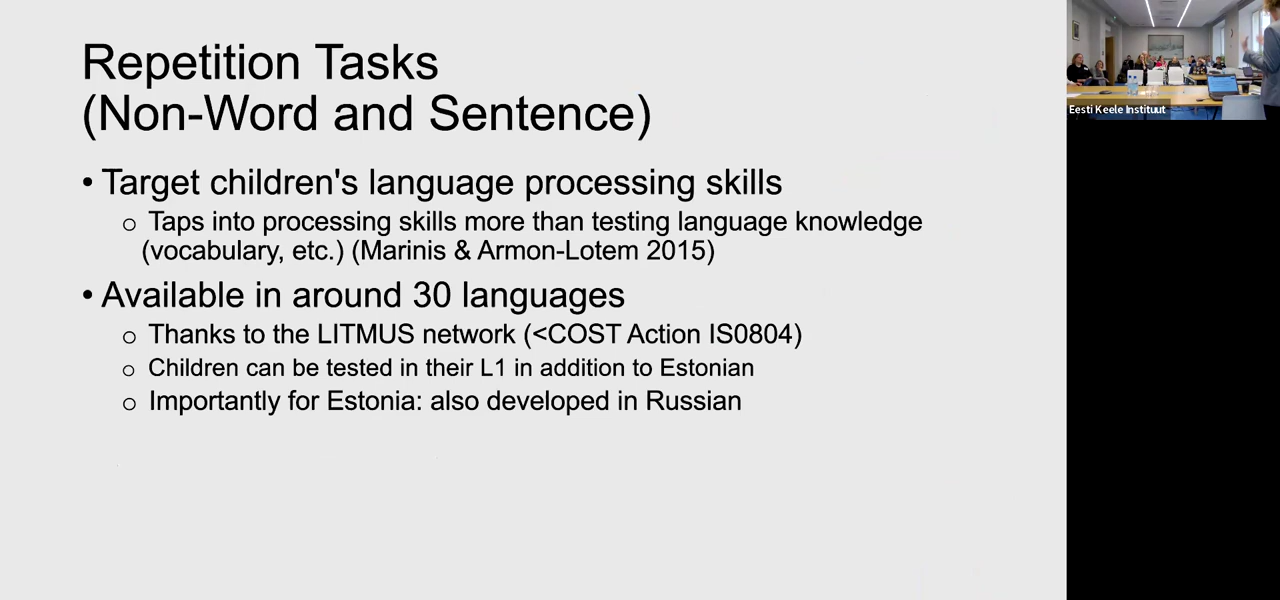 Repetition Tasks
(Non-Word and Sentence)
• Target children's language processing skills
○ Taps into processing skills more than testing language knowledge
(vocabulary, etc.) (Marinis & Armon-Lotem 2015)
• Available in around 30 languages
○ Thanks to the LITMUS network (<COST Action IS0804)
○ Children can be tested in their L1 in addition to Estonian
○ Importantly for Estonia: also developed in Russian
Eesti Keele Instituut